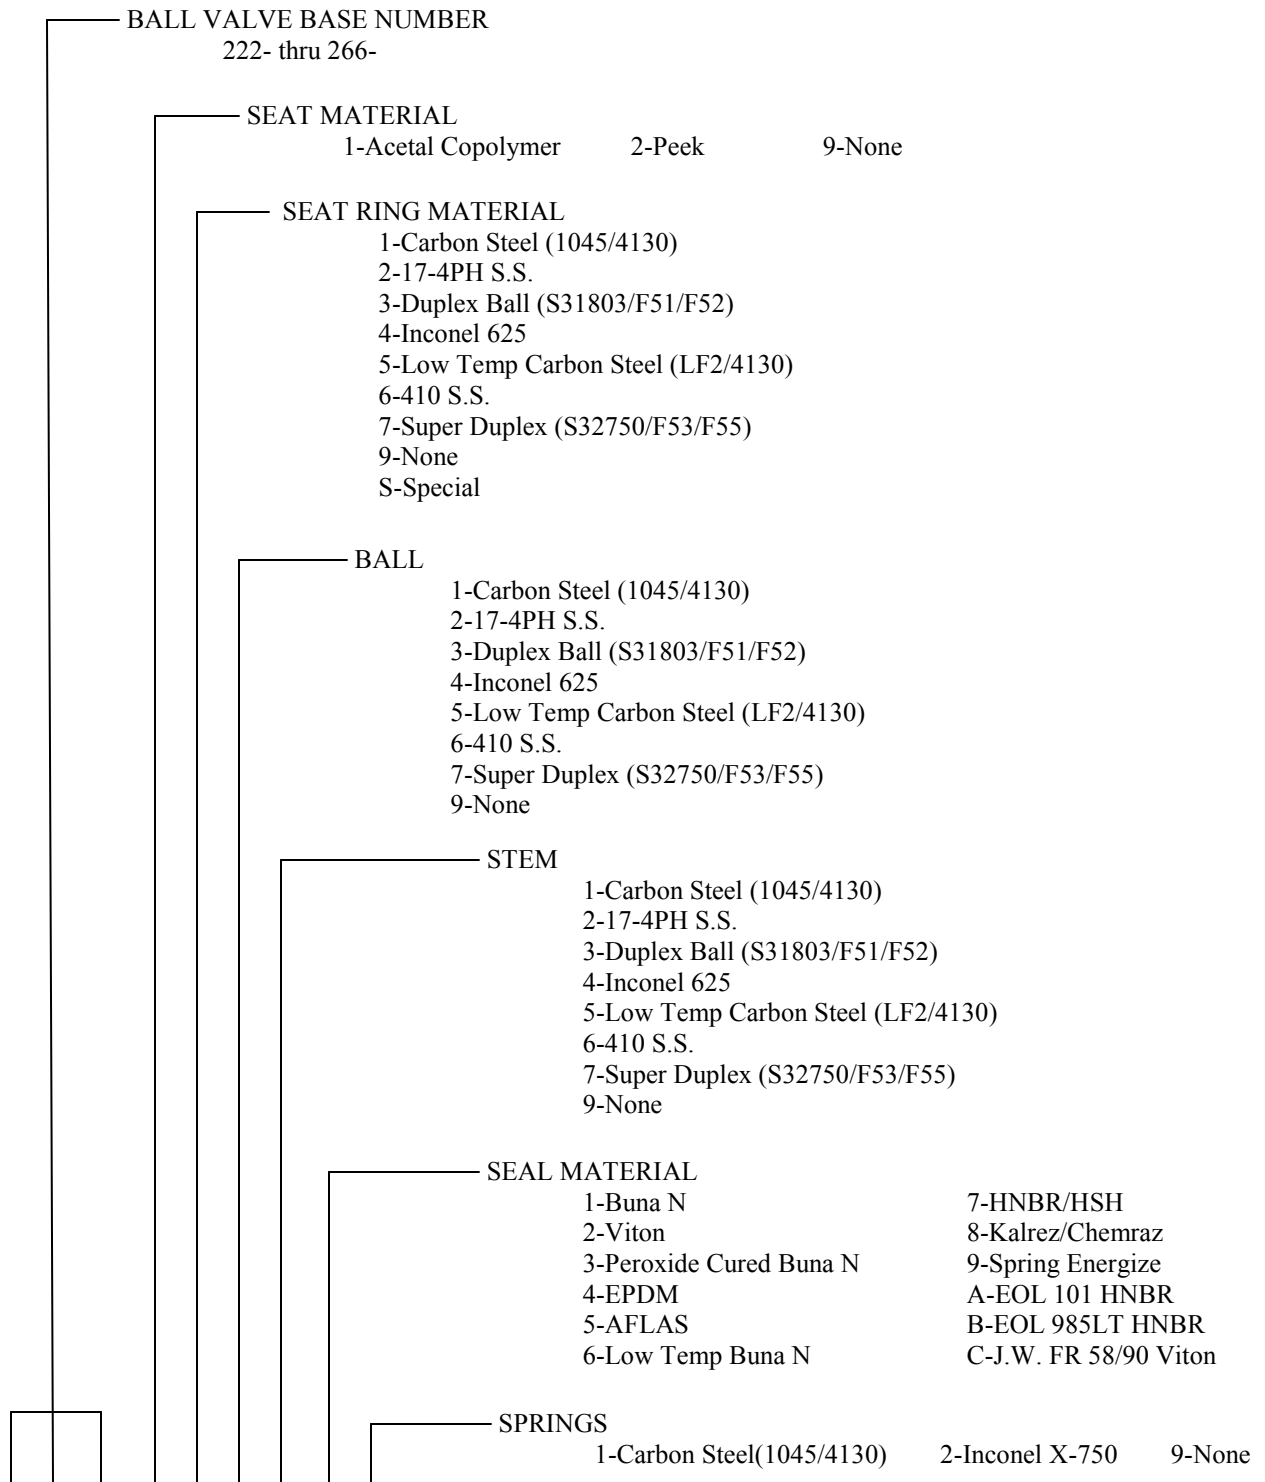 BALL VALVE BASE NUMBER
222- thru 266-
SEAT MATERIAL
1-Acetal Copolymer 2-Peek 9-None
SEAT RING MATERIAL
1-Carbon Steel (1045/4130)
2-17-4PH S.S.
3-Duplex Ball (S31803/F51/F52)
4-Inconel 625
5-Low Temp Carbon Steel (LF2/4130)
6-410 S.S.
7-Super Duplex (S32750/F53/F55)
9-None
S-Special
BALL
1-Carbon Steel (1045/4130)
2-17-4PH S.S.
3-Duplex Ball (S31803/F51/F52)
4-Inconel 625
5-Low Temp Carbon Steel (LF2/4130)
6-410 S.S.
7-Super Duplex (S32750/F53/F55)
9-None
STEM
1-Carbon Steel (1045/4130)
2-17-4PH S.S.
3-Duplex Ball (S31803/F51/F52)
4-Inconel 625
5-Low Temp Carbon Steel (LF2/4130)
6-410 S.S.
7-Super Duplex (S32750/F53/F55)
9-None
SEAL MATERIAL
1-Buna N 7-HNBR/HSH
2-Viton 8-Kalrez/Chemraz
3-Peroxide Cured Buna N 9-Spring Energize
4-EPDM A-EOL 101 HNBR
5-AFLAS B-EOL 985LT HNBR
6-Low Temp Buna N C-J.W. FR 58/90 Viton
SPRINGS
1-Carbon Steel(1045/4130) 2-Inconel X-750 9-None